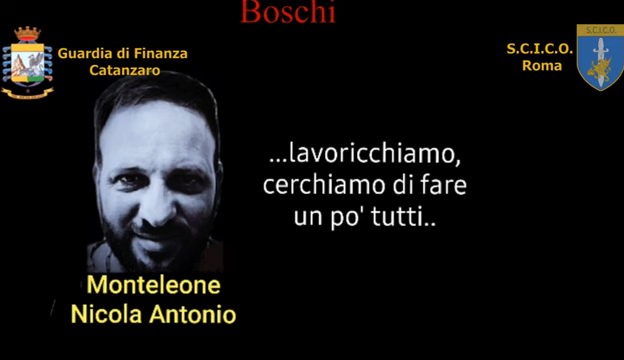 Boschi
Guardia di Finanza
Catanzaro
S.C.I.C.O.
S.C.I.C.O.
Roma
...lavoricchiamo,
cerchiamo di fare
un po' tutti..
Monteleone
Nicola Antonio